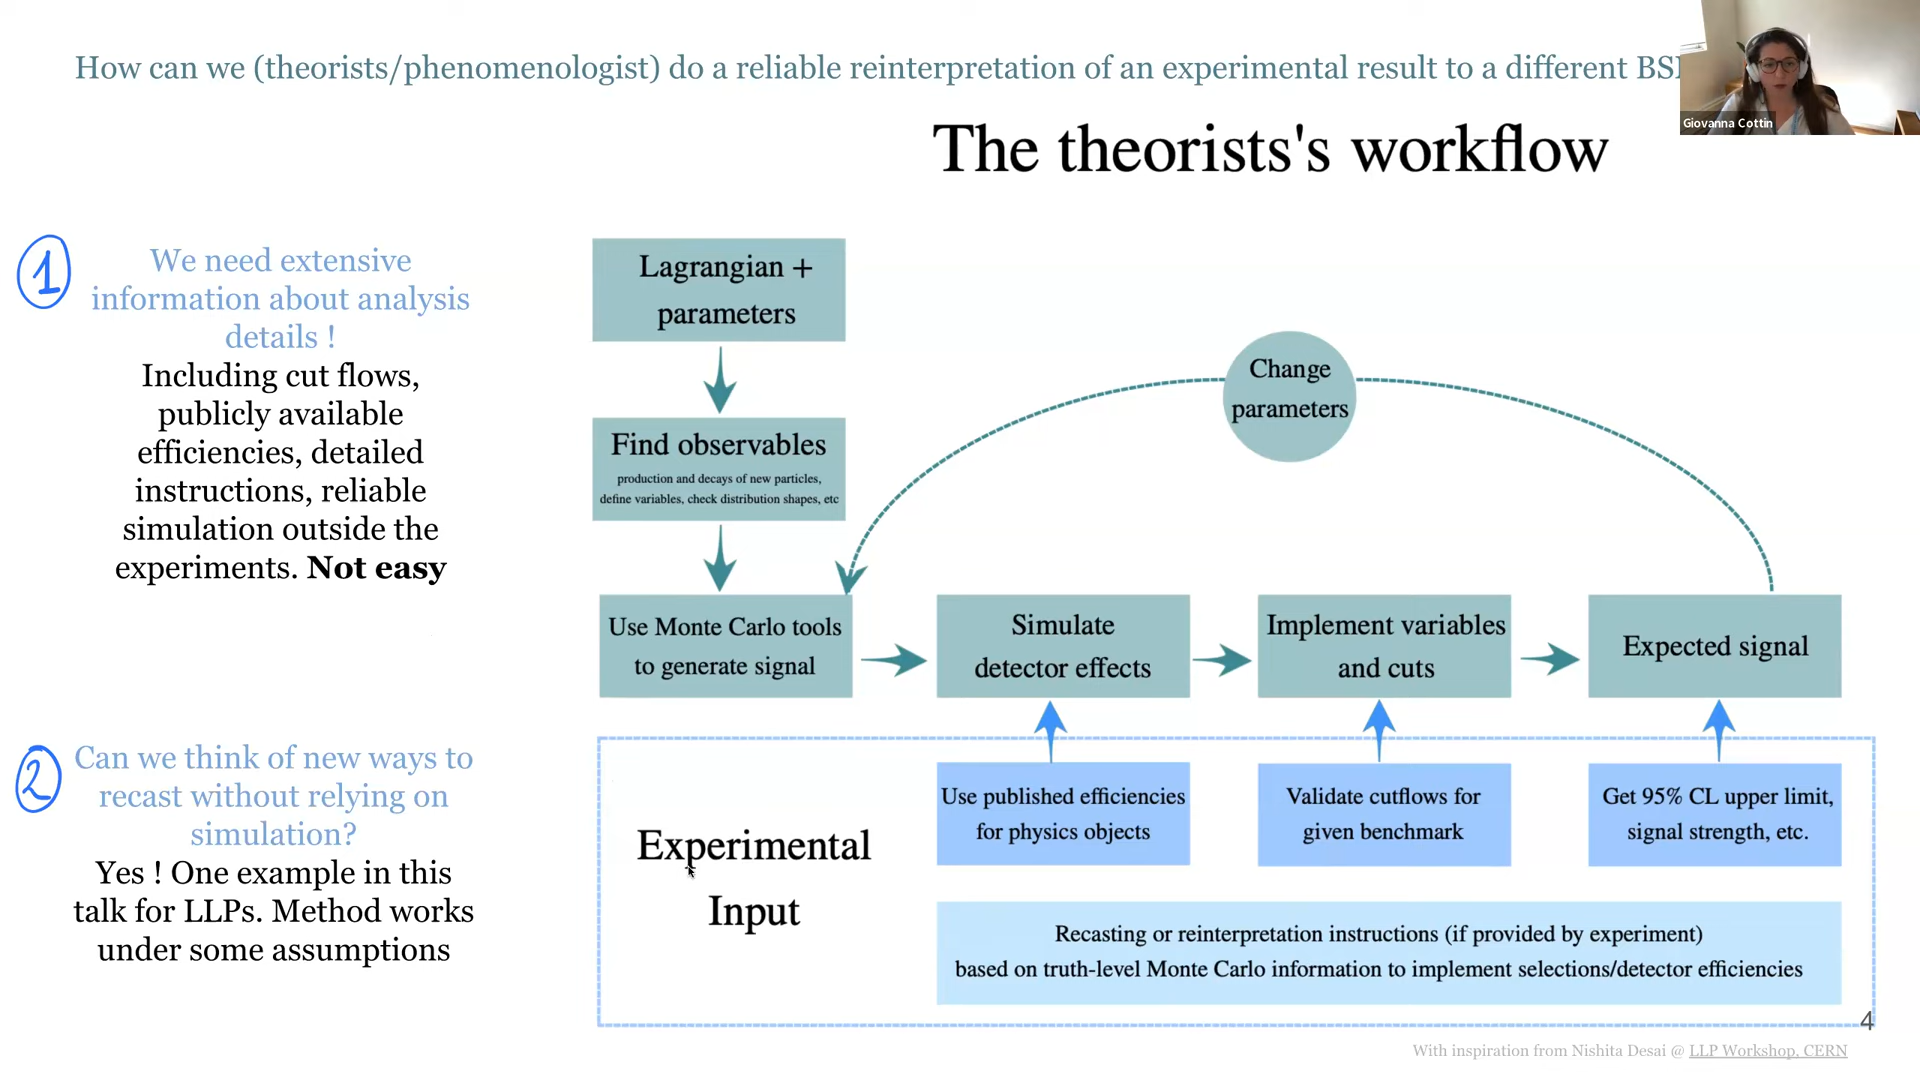 How can we (theorists/phenomenologist) do a reliable reinterpretation of an experimental result to a different
Giovanna Cottin
The theorists's workflow
1
We need extensive
information about analysis
details !
Including cut flows,
publicly available
efficiencies, detailed
instructions, reliable
simulation outside the
experiments. Not easy
2
Can we think of new ways to
recast without relying on
simulation?
Yes ! One example in this
talk for LLPs. Method works
under some assumptions
Lagrangian +
parameters
Find observables
production and decays of new particles,
define variables, check distribution shapes, etc
Change
parameters
Use Monte Carlo tools
to generate signal
Simulate
detector effects
Implement variables
and cuts
Expected signal
Experimental
Input
Use published efficiencies
for physics objects
Validate cutflows for
given benchmark
Get 95% CL upper limit,
signal strength, etc.
Recasting or reinterpretation instructions (if provided by experiment)
based on truth-level Monte Carlo information to implement selections/detector efficiencies
4
With inspiration from Nishita Desai @ LLP Workshop, CERN